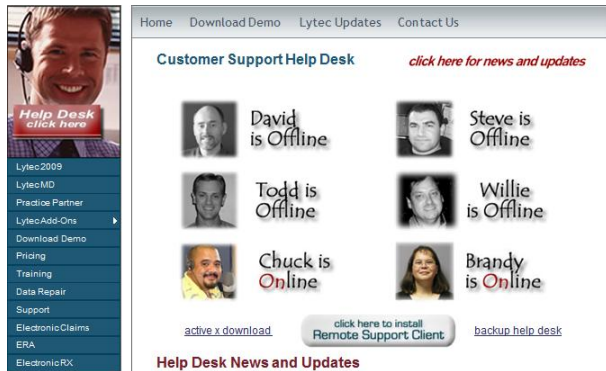 Home Download Demo Lytec Updates Contact Us
Customer Support Help Desk
click here for news and updates
Help Desk
click here
Lytec2009
LytecMD
Practice Partner
Lytec Add-Ons
Download Demo
Pricing
Training
Data Repair
Support
Electronic Claims
ERA
Electronic RX
David
is Offline
Steve is
Offline
Todd is
Offline
Willie
is Offline
Chuck is
Online
Brandy
is Online
active x download
click here to install
Remote Support Client
backup help desk
Help Desk News and Updates